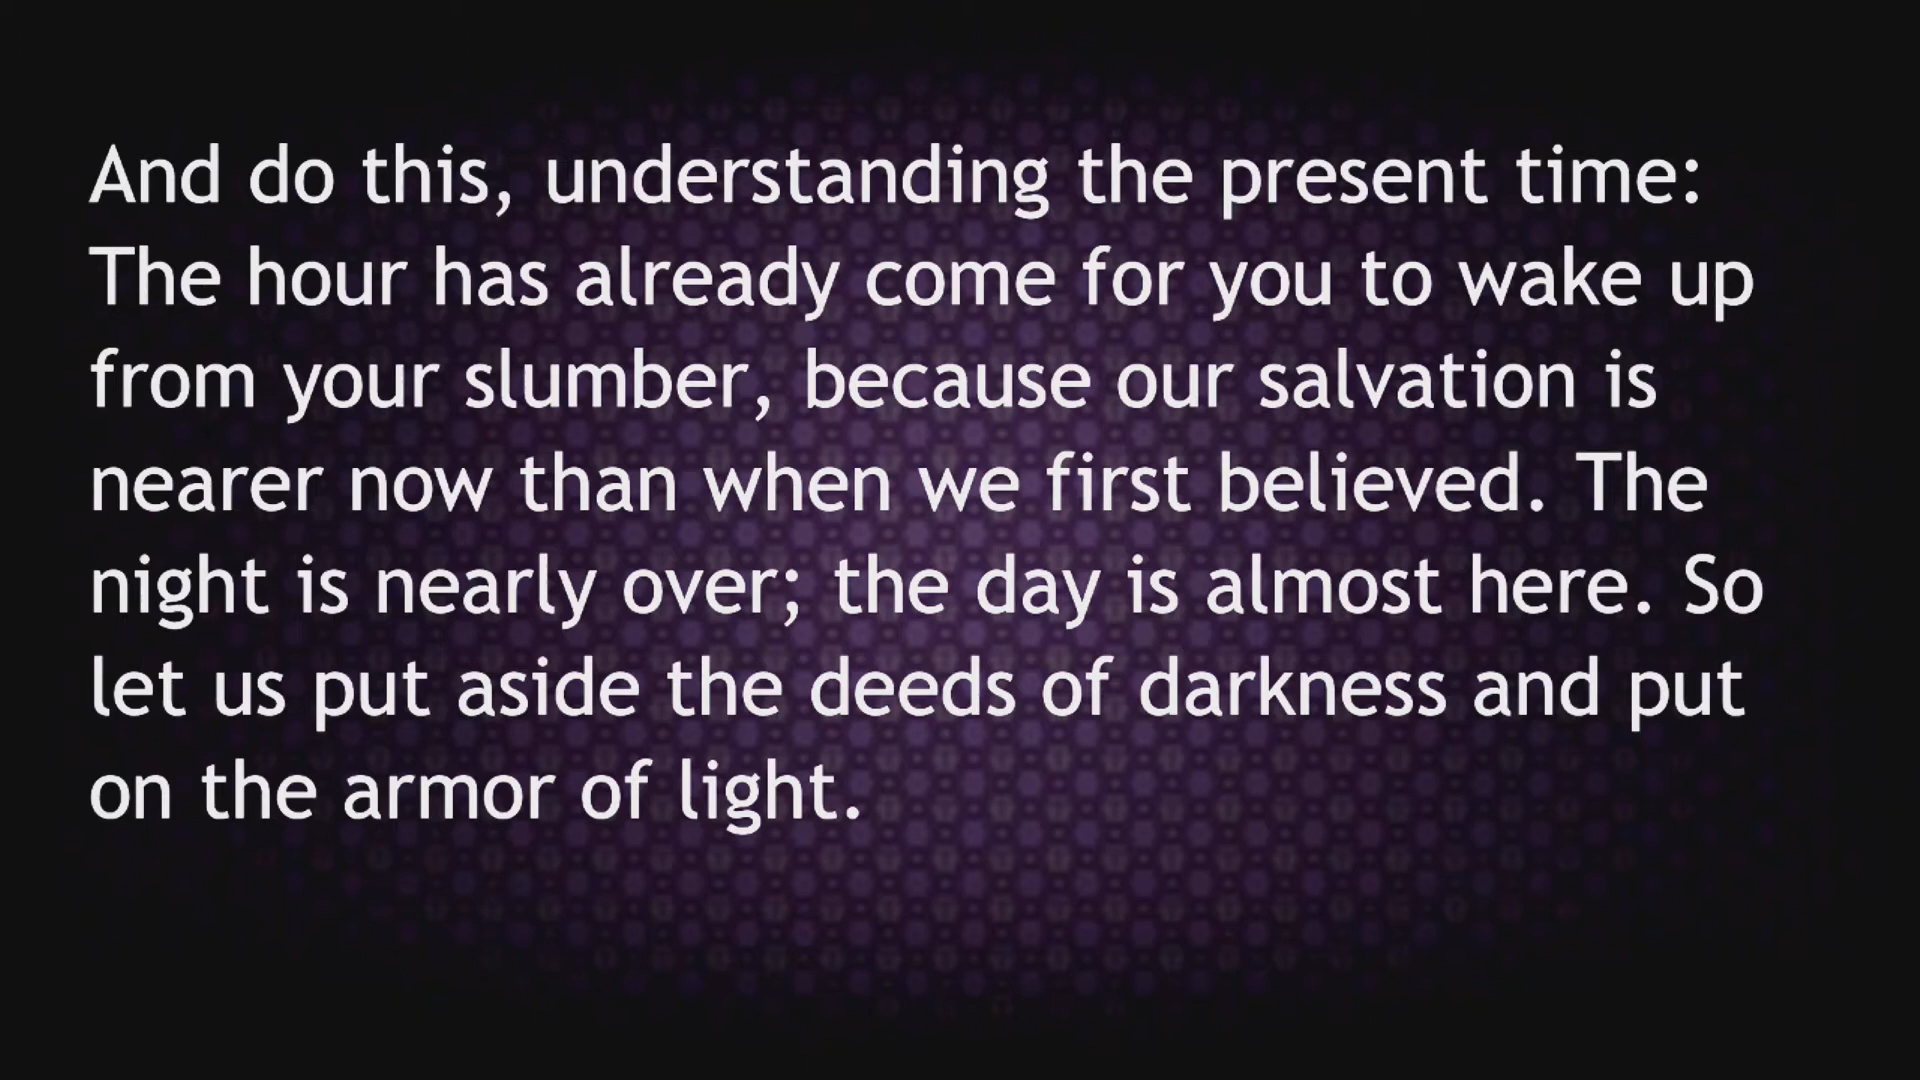 And do this, understanding the present time:
The hour has already come for you to wake up
from your slumber, because our salvation is
nearer now than when we first believed. The
night is nearly over; the day is almost here. So
let us put aside the deeds of darkness and put
on the armor of light.